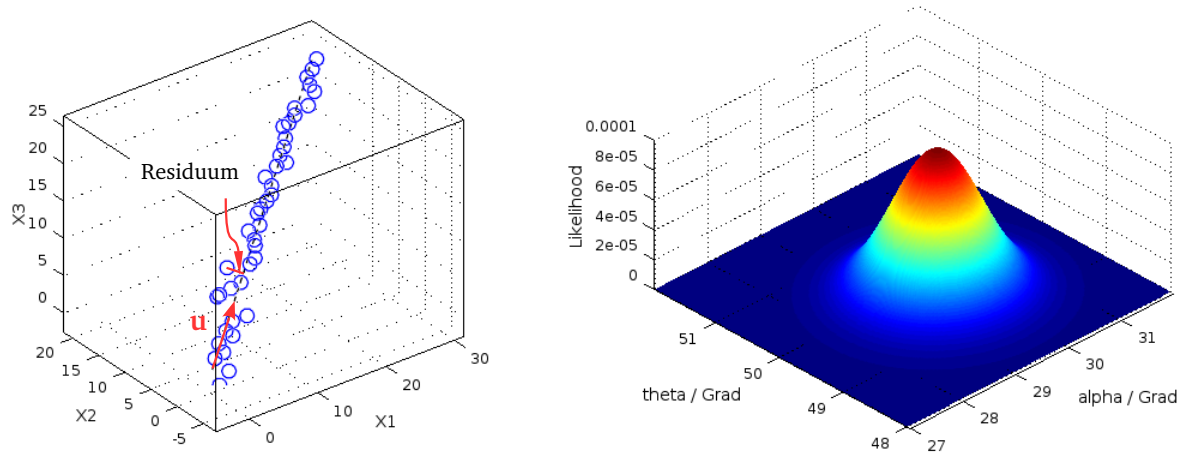 25
20
15
10
5
0
X3
Residuum
u
20
15
10
5
0
-5
X2
0
10
20
30
X1
0.0001
8e-05
6e-05
4e-05
2e-05
0
Likelihood
51
50
49
48
theta / Grad
27
28
29
30
31
alpha / Grad